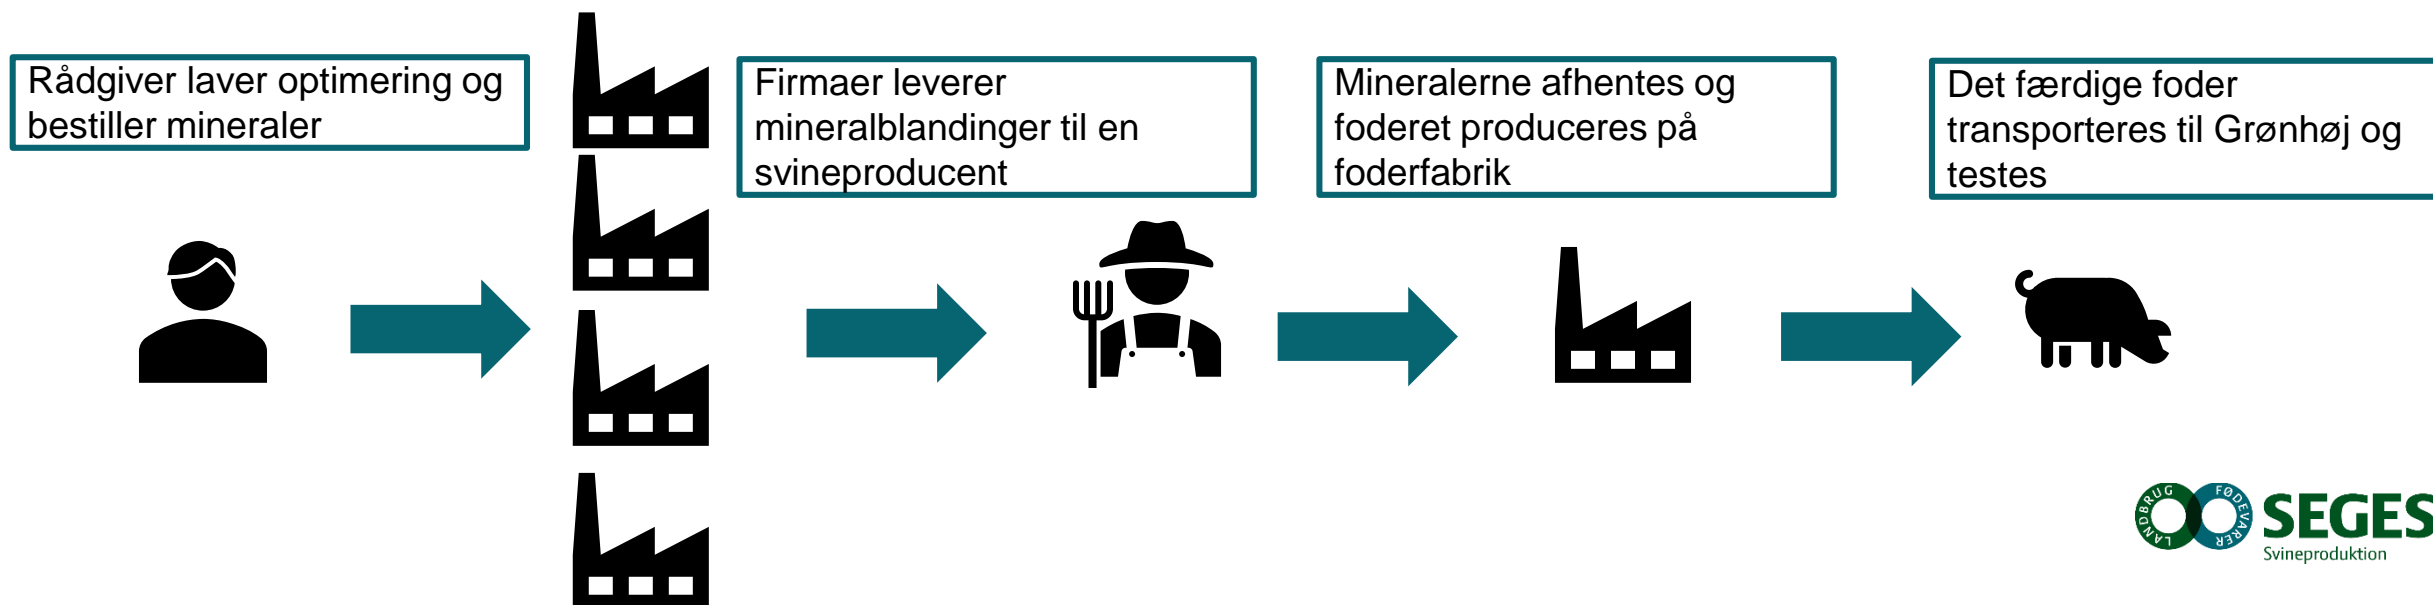 Rådgiver laver optimering og
bestiller mineraler
Firmaer leverer
mineralblandinger til en
svineproducent
Mineralerne afhentes og
foderet produceres på
foderfabrik
Det færdige foder
transporteres til Grønhøj og
testes
LANDBRUG
FØDEVARER
SEGES
Svineproduktion